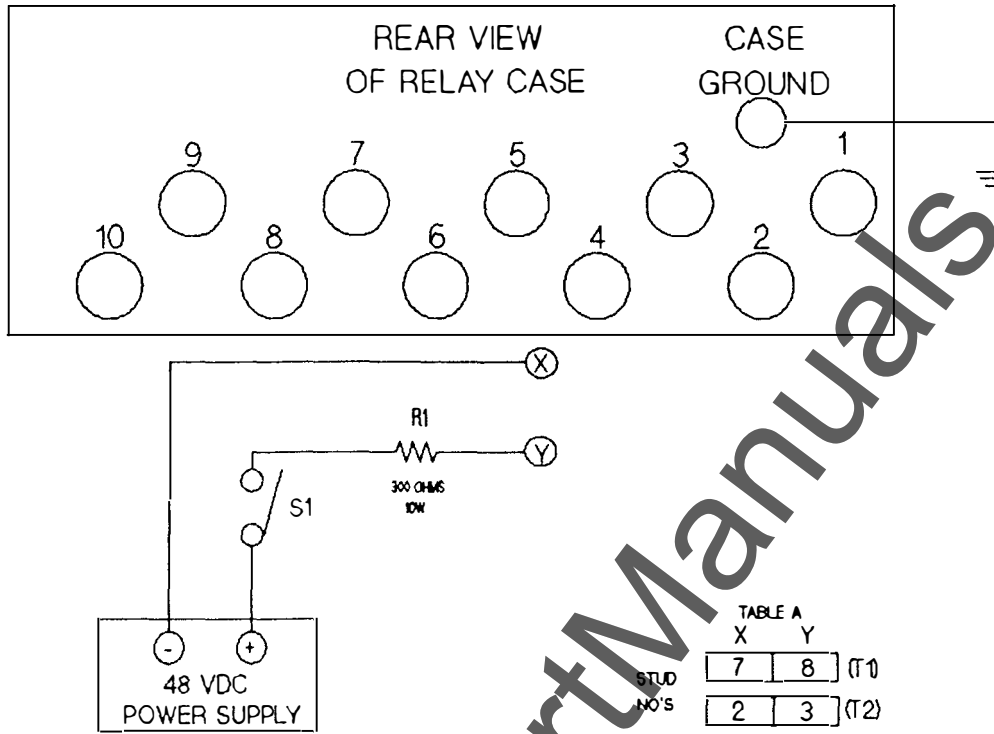 REAR VIEW
OF RELAY CASE
CASE
GROUND
9
7
5
3
1
10
8
6
4
2
X
R1
Y
300 OHMS
10W
S1
- +
48 VDC
POWER SUPPLY
TABLE A
X Y
STUD
NO'S
7 8 (T1)
2 3 (T2)
rtManuals